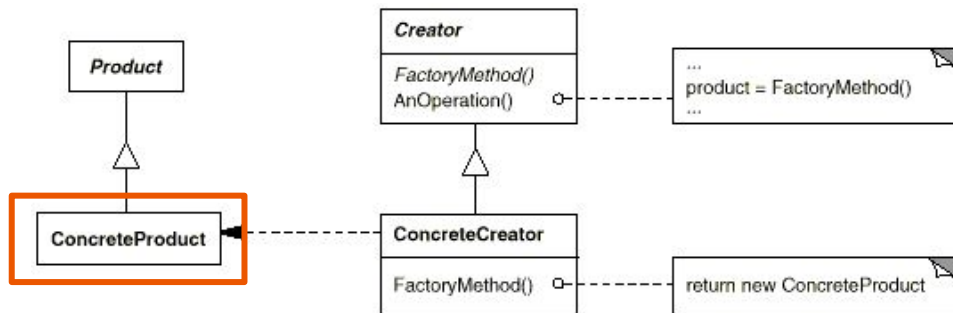 Product
Creator
FactoryMethod()
AnOperation()
...
product = FactoryMethod()
...
ConcreteProduct
ConcreteCreator
FactoryMethod()
return new ConcreteProduct